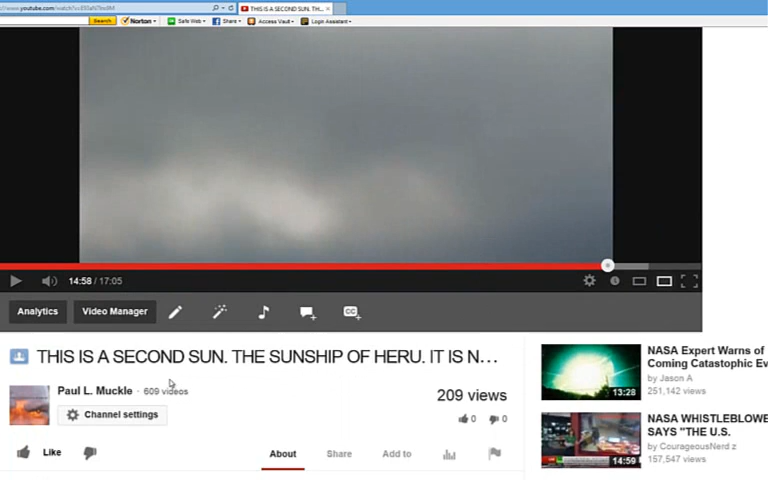 THIS IS A SECOND SUN. TH...
Search
Norton
Safe Web
Share
Access Vault
Login Assistant
14:58 / 17:05
Analytics
Video Manager
CC
THIS IS A SECOND SUN. THE SUNSHIP OF HERU. IT IS N...
Paul L. Muckle · 609 videos
Channel settings
209 views
0
0
Like
About
Share
Add to
13:28
NASA Expert Warns of
Coming Catastophic Ev
by Jason A
251,142 views
14:59
NASA WHISTLEBLOWE
SAYS "THE U.S.
by CourageousNerd z
157,547 views